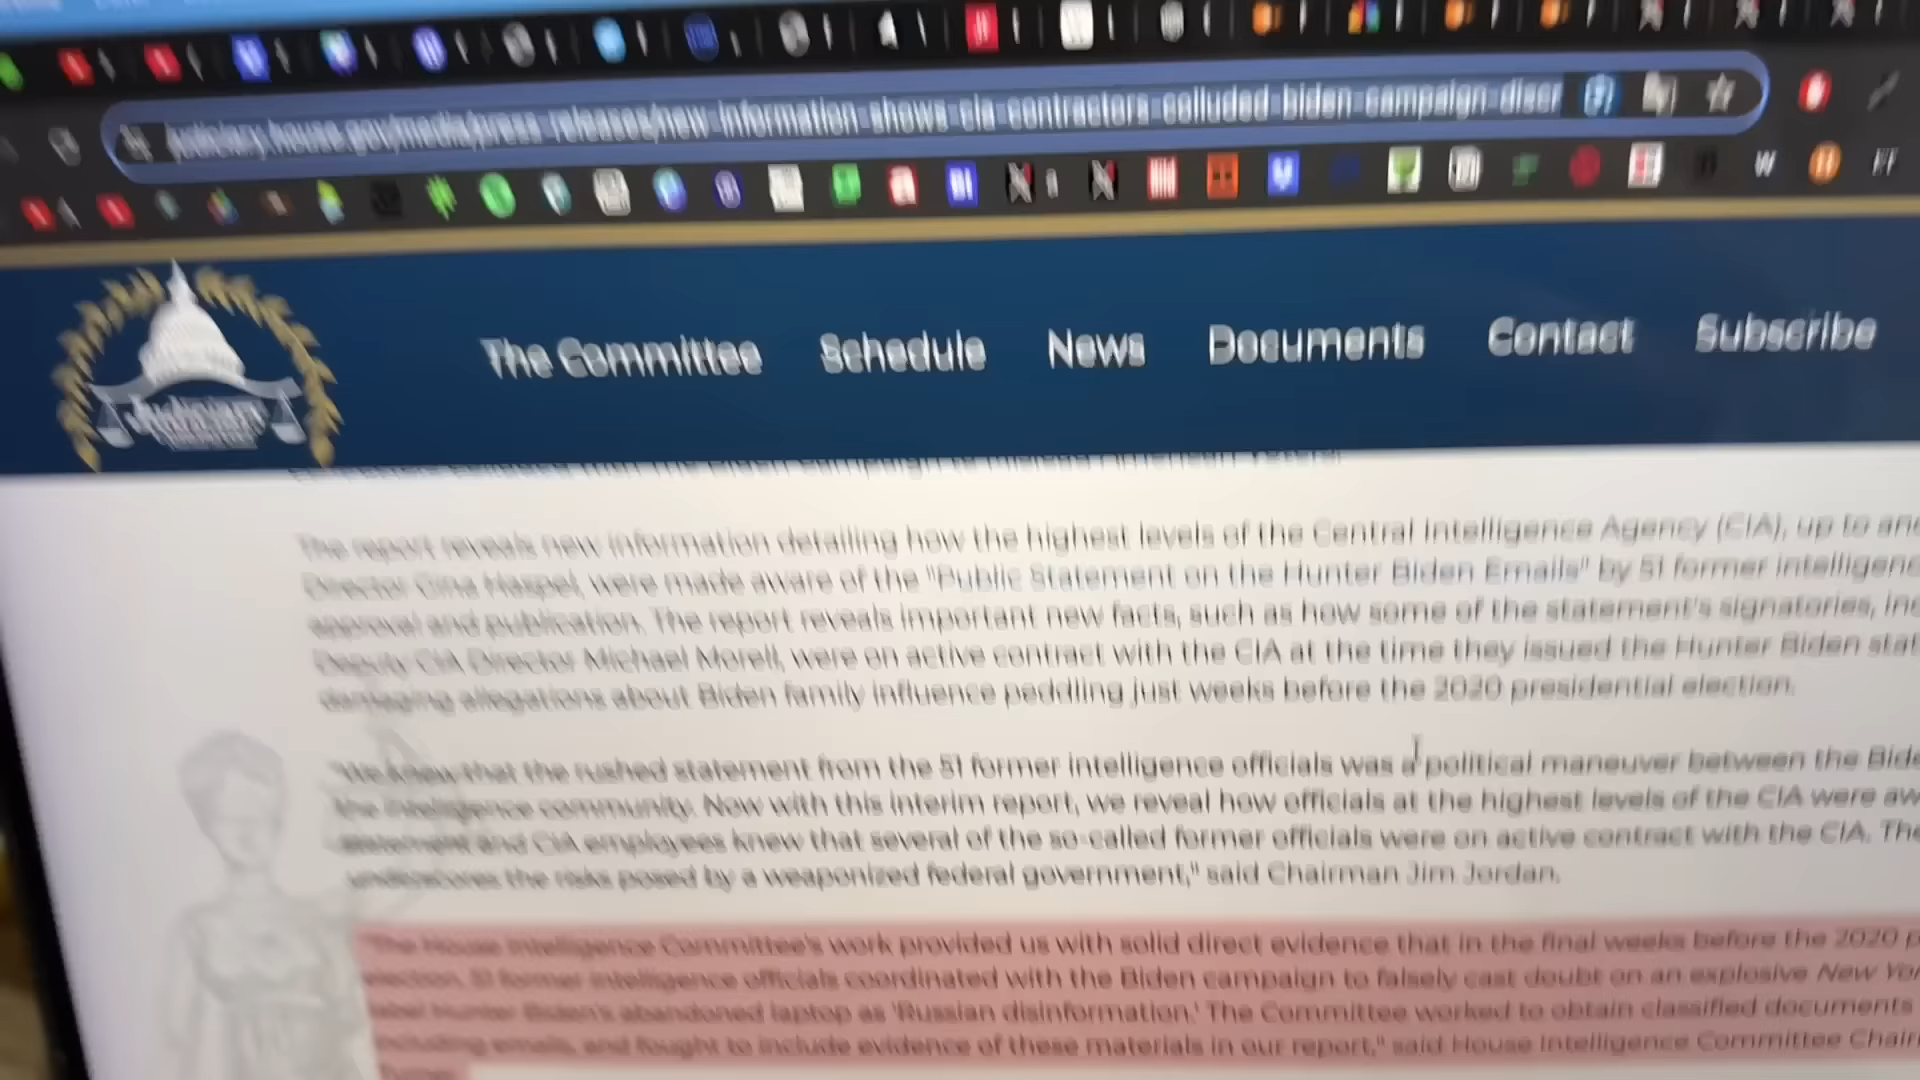 judiciary.house.gov/media/press-releases/new-information-shows-cia-contractors-colluded-biden-campaign-discr
The Committee Schedule News Documents Contact Subscribe
Judiciary
The report reveals new information detailing how the highest levels of the Central Intelligence Agency (CIA), up to and
Director Gina Haspel, were made aware of the "Public Statement on the Hunter Biden Emails" by 51 former intelligenc
approval and publication. The report reveals important new facts, such as how some of the statement's signatories, inc
Deputy CIA Director Michael Morell, were on active contract with the CIA at the time they issued the Hunter Biden stat
damaging allegations about Biden family influence peddling just weeks before the 2020 presidential election.
"We knew that the rushed statement from the 51 former intelligence officials was a political maneuver between the Bide
the intelligence community. Now with this interim report, we reveal how officials at the highest levels of the CIA were aw
statement and CIA employees knew that several of the so-called former officials were on active contract with the CIA. The
underscores the risks posed by a weaponized federal government," said Chairman Jim Jordan.
"The House Intelligence Committee's work provided us with solid direct evidence that in the final weeks before the 2020 p
election, 51 former intelligence officials coordinated with the Biden campaign to falsely cast doubt on an explosive New Yor
label Hunter Biden's abandoned laptop as 'Russian disinformation.' The Committee worked to obtain classified documents
including emails, and fought to include evidence of these materials in our report," said House Intelligence Committee Chair